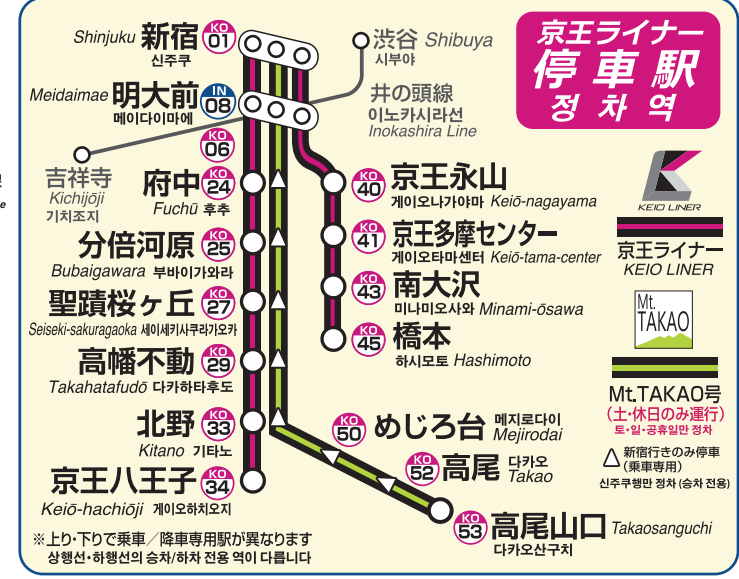 京王ライナー
停車駅
정차역
Shinjuku 新宿 KO 01
신주쿠
渋谷 Shibuya
시부야
Meidaimae 明大前 IN 08
메이다이마에
KO 06
井の頭線
이노카시라선
Inokashira Line
吉祥寺
Kichijōji
기치조지
府中 KO 24
Fuchū 후추
分倍河原 KO 25
Bubaigawara 부바이가와라
聖蹟桜ヶ丘 KO 27
Seiseki-sakuragaoka 세이세키사쿠라가오카
高幡不動 KO 29
Takahatafudō 다카하타후도
北野 KO 33
Kitano 기타노
京王八王子 KO 34
Keiō-hachiōji 게이오하치오지
KO 40 京王永山
게이오나가야마 Keiō-nagayama
KO 41 京王多摩センター
게이오타마센터 Keiō-tama-center
KO 43 南大沢
미나미오사와 Minami-ōsawa
KO 45 橋本
하시모토 Hashimoto
KO 50 めじろ台 메지로다이
Mejirodai
KO 52 高尾 다카오
Takao
KO 53 高尾山口 Takaosanguchi
다카오산구치
KEIO LINER
京王ライナー
KEIO LINER
Mt.
TAKAO
Mt.TAKAO号
(土・休日のみ運行)
토・일・공휴일만 정차
△ 新宿行きのみ停車
(乗車専用)
신주쿠행만 정차 (승차 전용)
※上り・下りで乗車／降車専用駅が異なります
상행선・하행선의 승차/하차 전용 역이 다릅니다